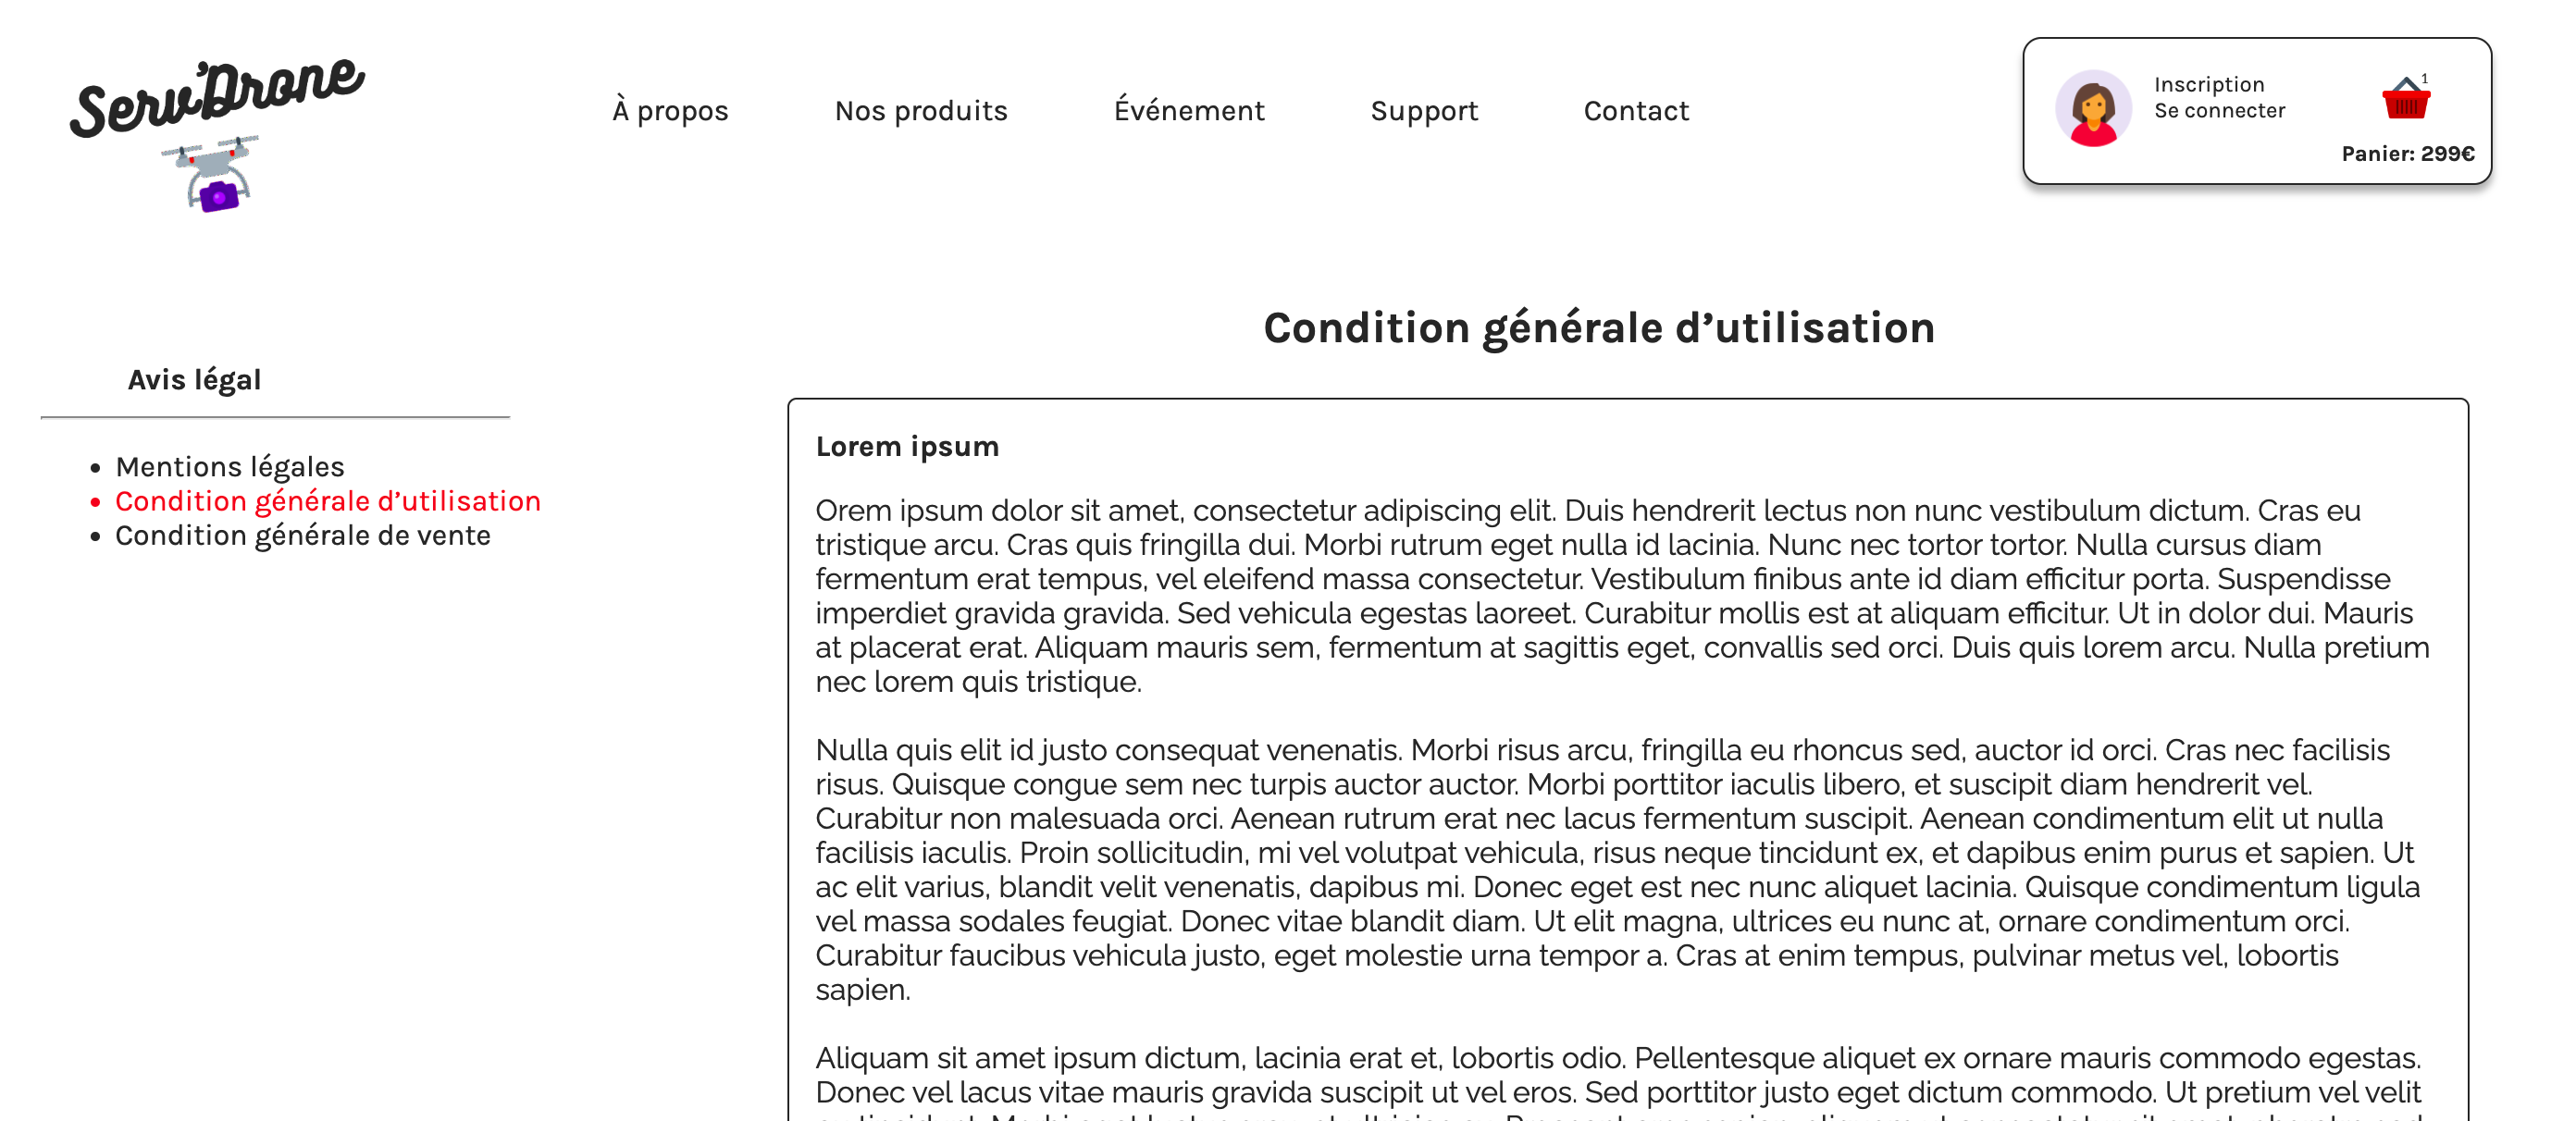 Serv'Drone
À propos
Nos produits
Événement
Support
Contact
Inscription
Se connecter
1
Panier: 299€
Avis légal
Mentions légales
Condition générale d’utilisation
Condition générale de vente
Condition générale d’utilisation
Lorem ipsum
Orem ipsum dolor sit amet, consectetur adipiscing elit. Duis hendrerit lectus non nunc vestibulum dictum. Cras eu
tristique arcu. Cras quis fringilla dui. Morbi rutrum eget nulla id lacinia. Nunc nec tortor tortor. Nulla cursus diam
fermentum erat tempus, vel eleifend massa consectetur. Vestibulum finibus ante id diam efficitur porta. Suspendisse
imperdiet gravida gravida. Sed vehicula egestas laoreet. Curabitur mollis est at aliquam efficitur. Ut in dolor dui. Mauris
at placerat erat. Aliquam mauris sem, fermentum at sagittis eget, convallis sed orci. Duis quis lorem arcu. Nulla pretium
nec lorem quis tristique.
Nulla quis elit id justo consequat venenatis. Morbi risus arcu, fringilla eu rhoncus sed, auctor id orci. Cras nec facilisis
risus. Quisque congue sem nec turpis auctor auctor. Morbi porttitor iaculis libero, et suscipit diam hendrerit vel.
Curabitur non malesuada orci. Aenean rutrum erat nec lacus fermentum suscipit. Aenean condimentum elit ut nulla
facilisis iaculis. Proin sollicitudin, mi vel volutpat vehicula, risus neque tincidunt ex, et dapibus enim purus et sapien. Ut
ac elit varius, blandit velit venenatis, dapibus mi. Donec eget est nec nunc aliquet lacinia. Quisque condimentum ligula
vel massa sodales feugiat. Donec vitae blandit diam. Ut elit magna, ultrices eu nunc at, ornare condimentum orci.
Curabitur faucibus vehicula justo, eget molestie urna tempor a. Cras at enim tempus, pulvinar metus vel, lobortis
sapien.
Aliquam sit amet ipsum dictum, lacinia erat et, lobortis odio. Pellentesque aliquet ex ornare mauris commodo egestas.
Donec vel lacus vitae mauris gravida suscipit ut vel eros. Sed porttitor justo eget dictum commodo. Ut pretium vel velit